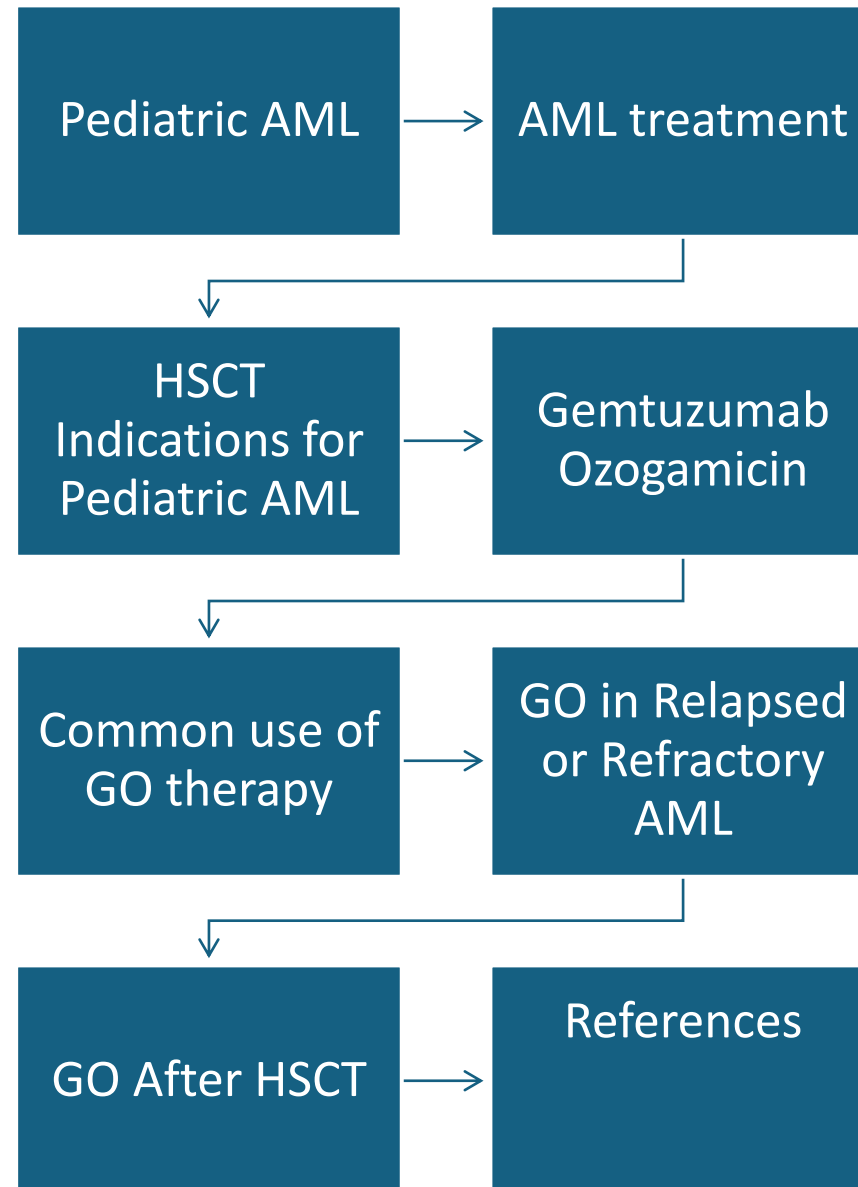 Pediatric AML
AML treatment
HSCT
Indications for
Pediatric AML
Gemtuzumab
Ozogamicin
Common use of
GO therapy
GO in Relapsed
or Refractory
AML
GO After HSCT
References